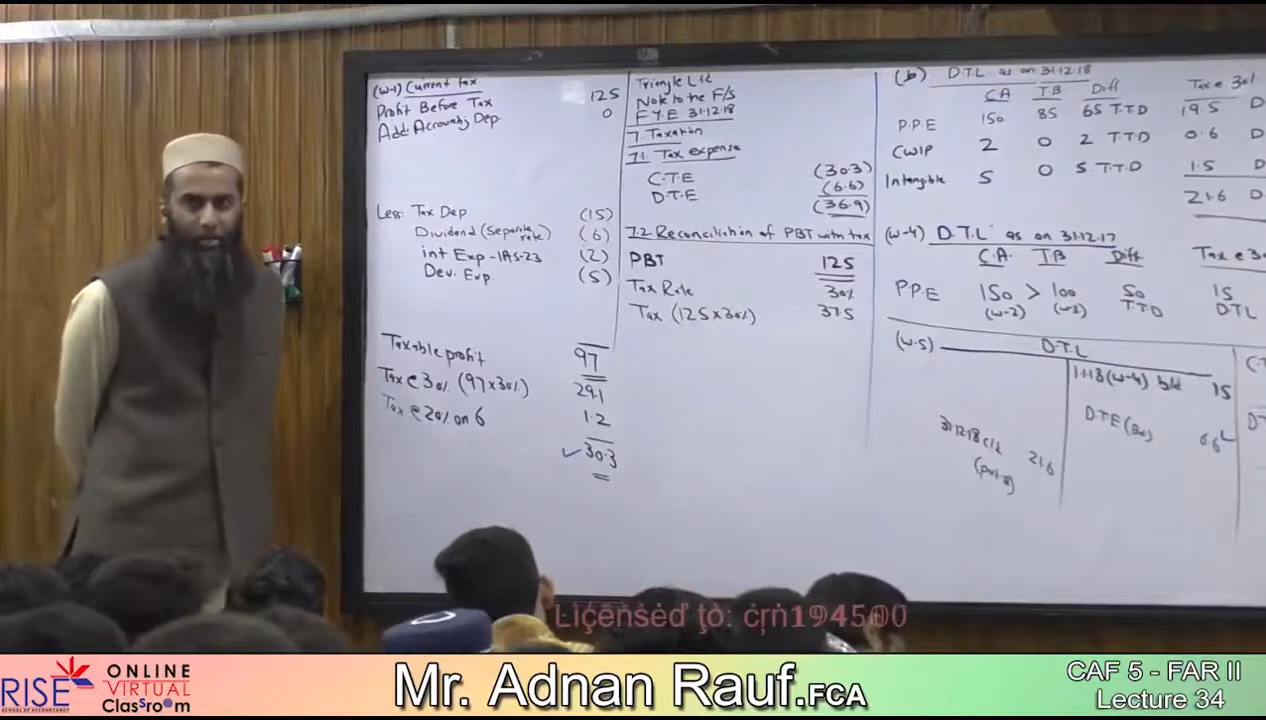 (W-1) Current tax
Profit Before Tax 125
Add: Accounting Dep. 0
Less: Tax Dep (15)
Dividend (Separate rate) (6)
int Exp - IAS-23 (2)
Dev. Exp (5)
Taxable profit 97
Tax @ 30% (97x30%) 29.1
Tax @ 20% on 6 1.2
✓30.3
Triangle Ltd
Note to the F/S
F.Y.E 31.12.18
7. Taxation
7.1. Tax expense
C.T.E (30.3)
D.T.E (6.6)
(36.9)
7.2 Reconciliation of PBT with tax
PBT 125
Tax Rate 30%
Tax (125x30%) 37.5
(b) D.T.L as on 31.12.18
CA T.B Diff Tax @ 30%
P.P.E 150 85 65 T.T.D 19.5 D
CWIP 2 0 2 T.T.D 0.6 D
Intangible 5 0 5 T.T.D 1.5 D
21.6 D
(W-4) D.T.L as on 31.12.17
C.A. T.B Diff Tax @ 30
P.P.E 150 > 100 50 15
(W-2) (W-3) T.T.D DTL
(W-5) D.T.L
1.1.18 (W-4) b/d 15
D.T.E (Bal) 6.6
31.12.18 c/d 21.6
Licensed to: crn194500
RISE
SCHOOL OF ACCOUNTANCY
ONLINE
VIRTUAL
Classroom
Mr. Adnan Rauf.FCA
CAF 5 - FAR II
Lecture 34